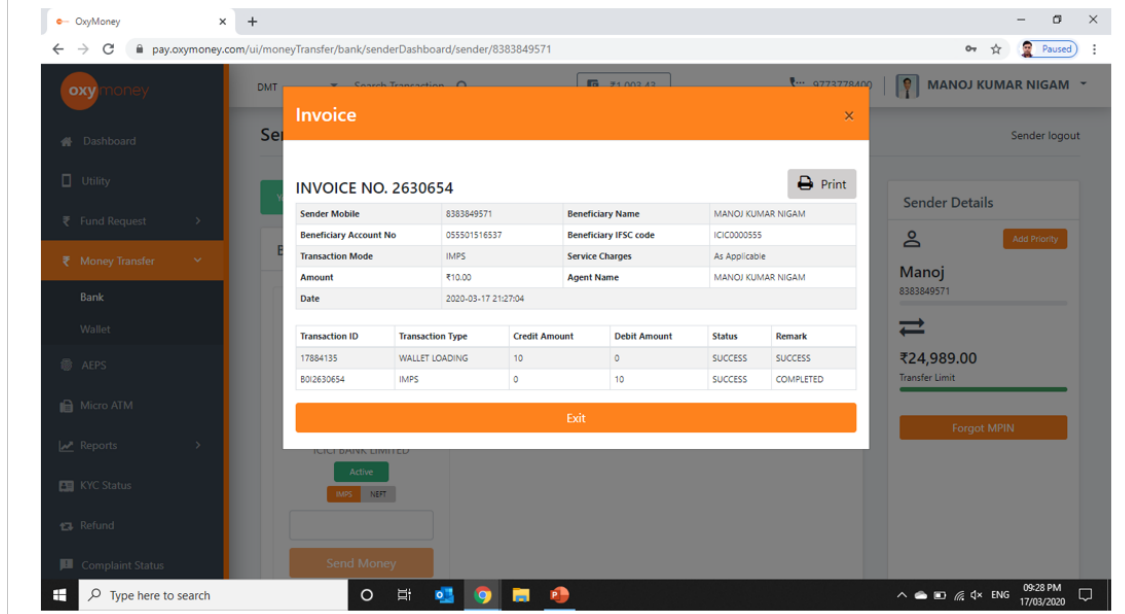 OxyMoney
pay.oxymoney.com/ui/moneyTransfer/bank/senderDashboard/sender/8383849571
Paused
oxymoney
DMT Search Transaction ₹1,003.43 9773778400 MANOJ KUMAR NIGAM
Sender logout
Dashboard
Utility
Fund Request
Money Transfer
Bank
Wallet
AEPS
Micro ATM
Reports
KYC Status
Refund
Complaint Status
Invoice ×
INVOICE NO. 2630654 Print
Sender Mobile 8383849571 Beneficiary Name MANOJ KUMAR NIGAM
Beneficiary Account No 055501516537 Beneficiary IFSC code ICIC0000555
Transaction Mode IMPS Service Charges As Applicable
Amount ₹10.00 Agent Name MANOJ KUMAR NIGAM
Date 2020-03-17 21:27:04
Transaction ID Transaction Type Credit Amount Debit Amount Status Remark
17884135 WALLET LOADING 10 0 SUCCESS SUCCESS
BOI2630654 IMPS 0 10 SUCCESS COMPLETED
Exit
ICICI BANK LIMITED
Active
IMPS NEFT
Send Money
Sender Details
Add Priority
Manoj
8383849571
₹24,989.00
Transfer Limit
Forgot MPIN
Type here to search
ENG
09:28 PM
17/03/2020